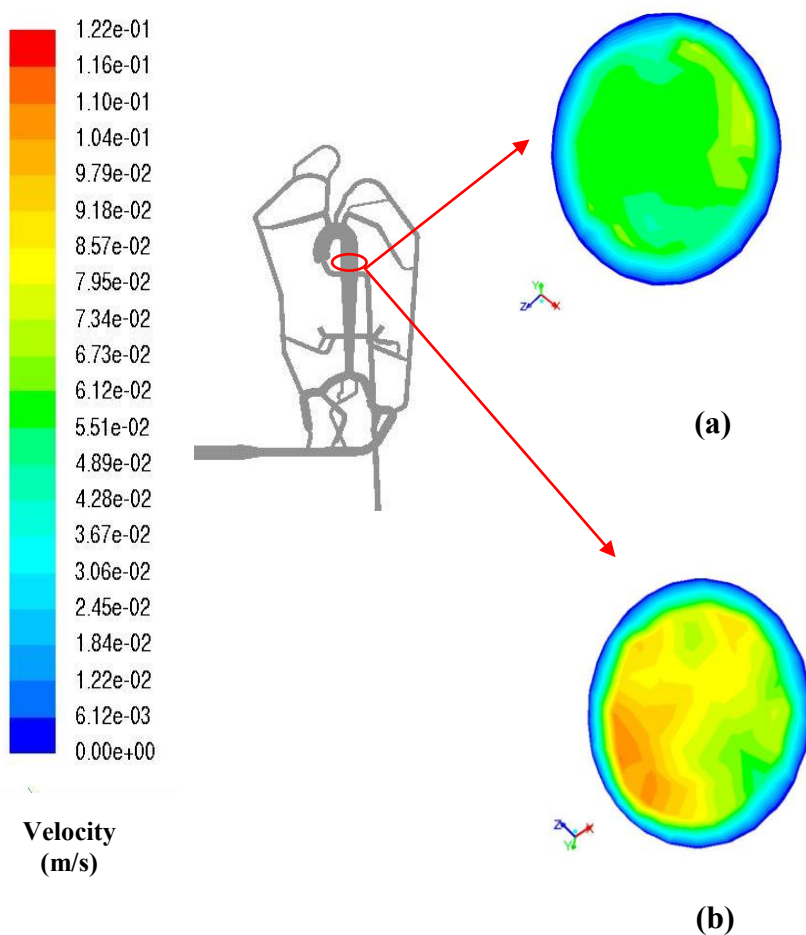 1.22e-01
1.16e-01
1.10e-01
1.04e-01
9.79e-02
9.18e-02
8.57e-02
7.95e-02
7.34e-02
6.73e-02
6.12e-02
5.51e-02
4.89e-02
4.28e-02
3.67e-02
3.06e-02
2.45e-02
1.84e-02
1.22e-02
6.12e-03
0.00e+00
Velocity
(m/s)
Y
Z X
(a)
Z X
Y
(b)